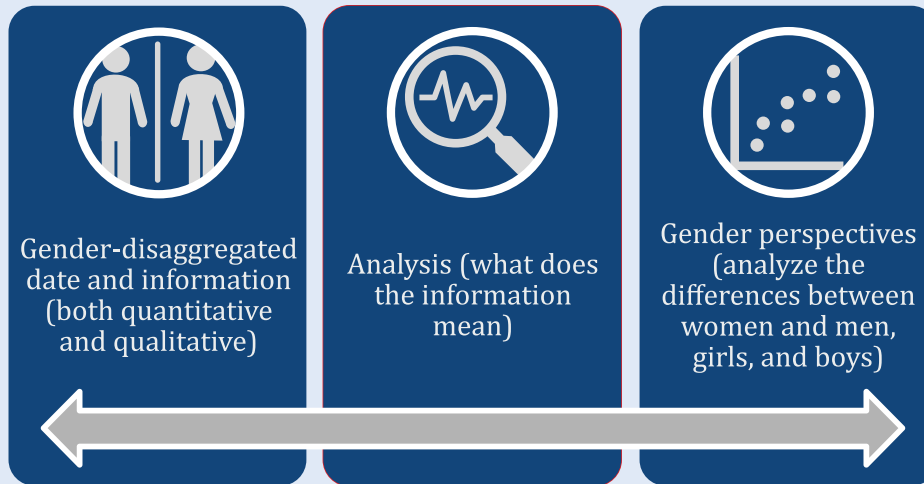 Gender-disaggregated
date and information
(both quantitative
and qualitative)
Analysis (what does
the information
mean)
Gender perspectives
(analyze the
differences between
women and men,
girls, and boys)